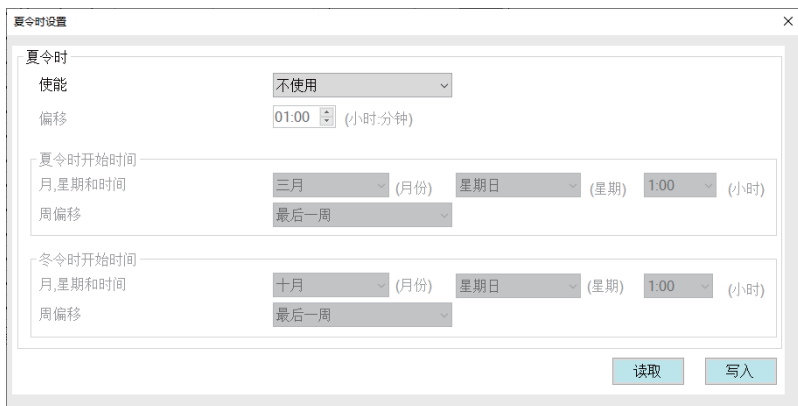 夏令时设置
夏令时
使能 不使用
偏移 01:00 (小时:分钟)
夏令时开始时间
月,星期和时间 三月 (月份) 星期日 (星期) 1:00 (小时)
周偏移 最后一周
冬令时开始时间
月,星期和时间 十月 (月份) 星期日 (星期) 1:00 (小时)
周偏移 最后一周
读取 写入